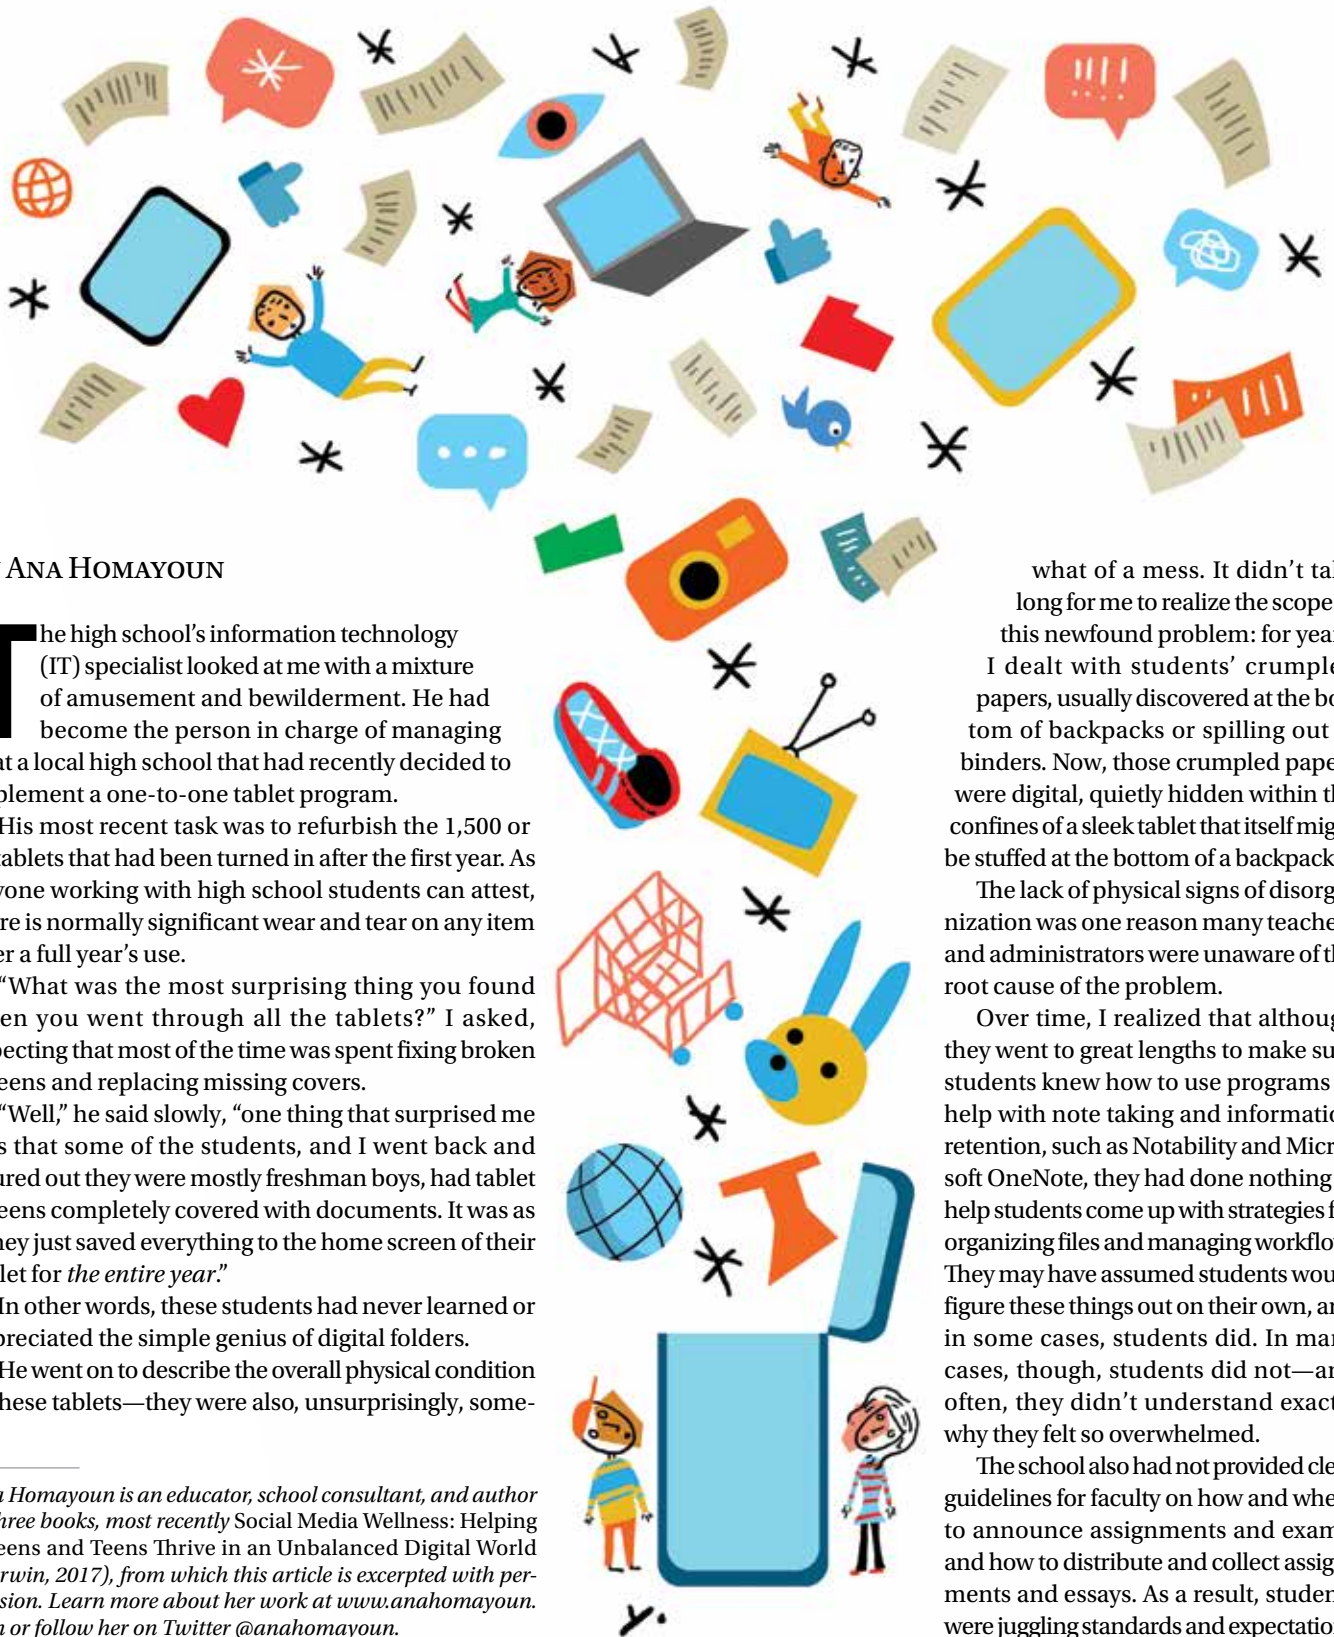 ANA HOMAYOUN
The high school's information technology
(IT) specialist looked at me with a mixture
of amusement and bewilderment. He had
become the person in charge of managing
at a local high school that had recently decided to
plement a one-to-one tablet program.
His most recent task was to refurbish the 1,500 or
tablets that had been turned in after the first year. As
yone working with high school students can attest,
re is normally significant wear and tear on any item
er a full year's use.
“What was the most surprising thing you found
en you went through all the tablets?” I asked,
pecting that most of the time was spent fixing broken
eens and replacing missing covers.
“Well,” he said slowly, “one thing that surprised me
s that some of the students, and I went back and
ured out they were mostly freshman boys, had tablet
eens completely covered with documents. It was as
hey just saved everything to the home screen of their
let for the entire year.”
In other words, these students had never learned or
preciated the simple genius of digital folders.
He went on to describe the overall physical condition
hese tablets—they were also, unsurprisingly, some-
a Homayoun is an educator, school consultant, and author
hree books, most recently Social Media Wellness: Helping
eens and Teens Thrive in an Unbalanced Digital World
rwin, 2017), from which this article is excerpted with per-
sion. Learn more about her work at www.anahomayoun.
or follow her on Twitter @anahomayoun.
what of a mess. It didn't tal
long for me to realize the scope
this newfound problem: for year
I dealt with students' crumple
papers, usually discovered at the bo
tom of backpacks or spilling out
binders. Now, those crumpled pape
were digital, quietly hidden within th
confines of a sleek tablet that itself mig
be stuffed at the bottom of a backpack
The lack of physical signs of disorg
nization was one reason many teache
and administrators were unaware of th
root cause of the problem.
Over time, I realized that althoug
they went to great lengths to make su
students knew how to use programs
help with note taking and informatio
retention, such as Notability and Micr
soft OneNote, they had done nothing
help students come up with strategies f
organizing files and managing workflow
They may have assumed students wou
figure these things out on their own, an
in some cases, students did. In man
cases, though, students did not—an
often, they didn't understand exact
why they felt so overwhelmed.
The school also had not provided cle
guidelines for faculty on how and whe
to announce assignments and exam
and how to distribute and collect assig
ments and essays. As a result, studen
were juggling standards and expectation